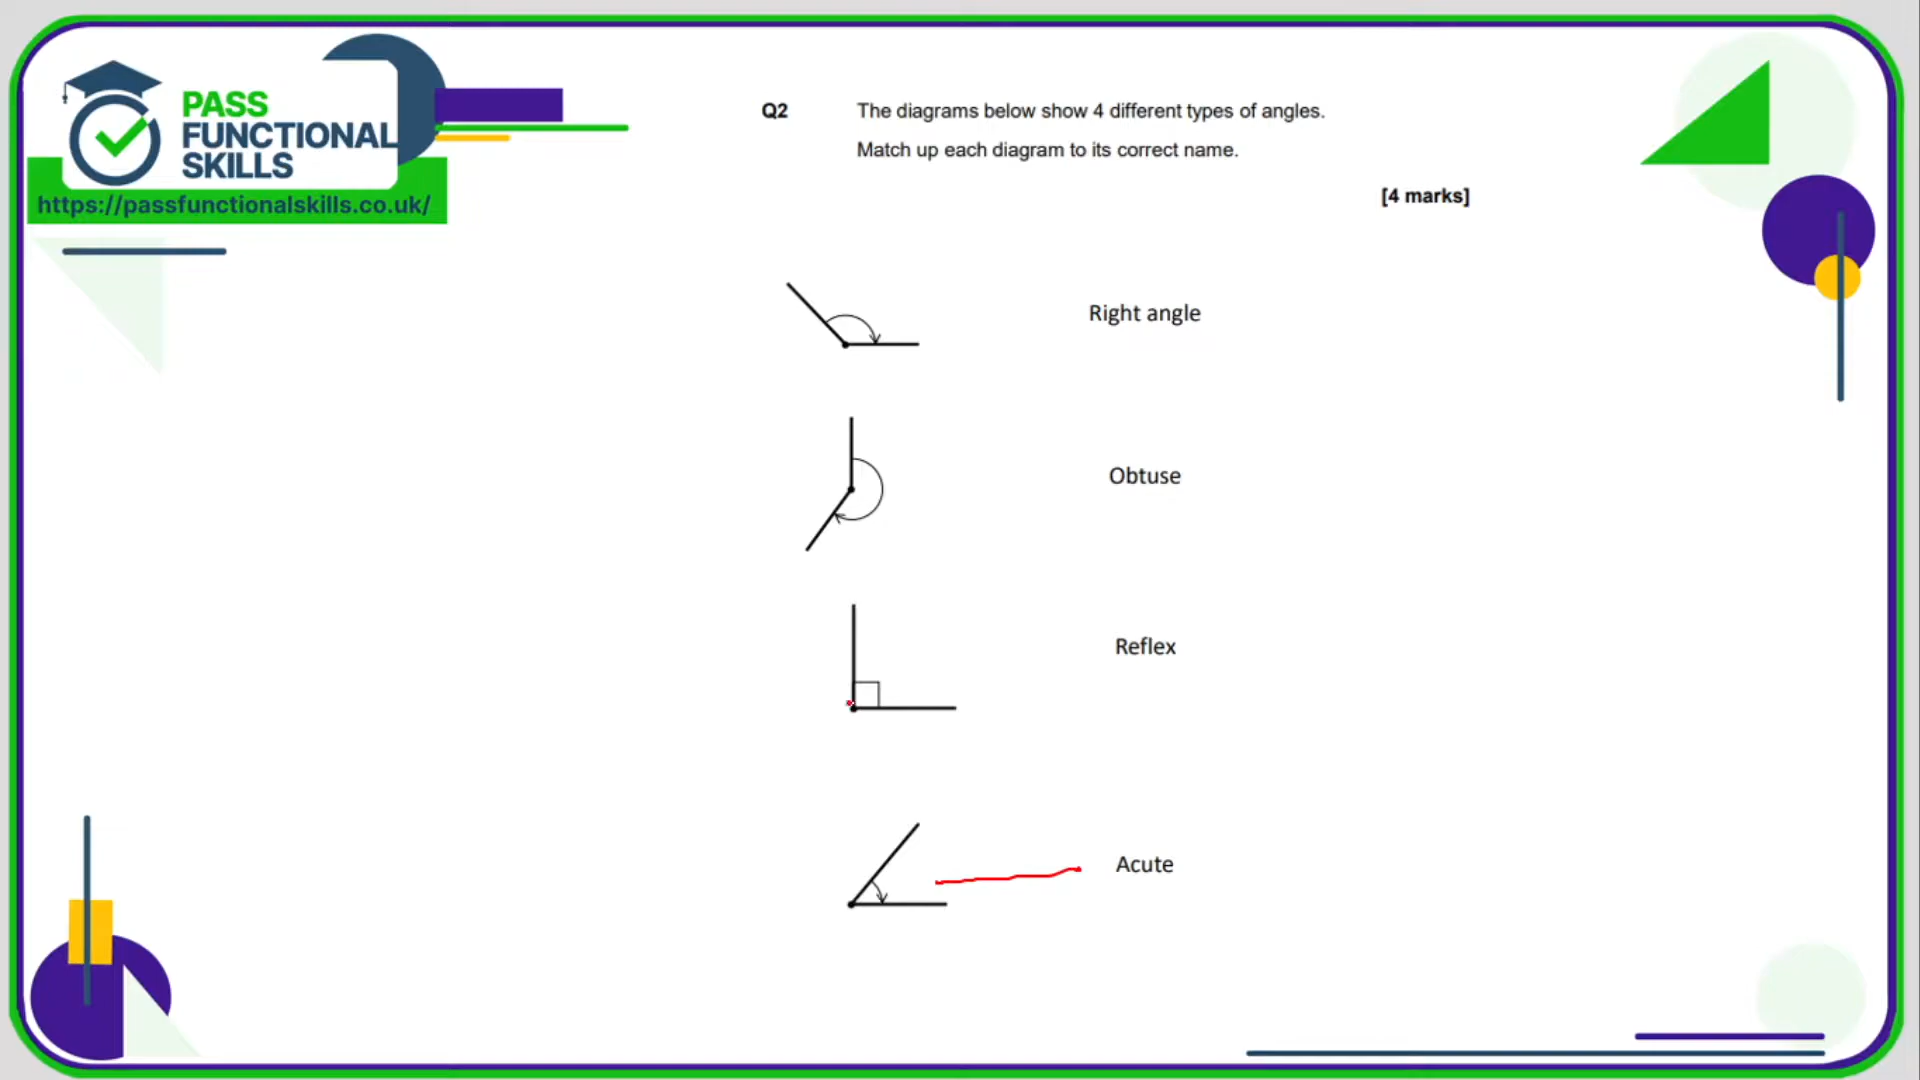 PASS
FUNCTIONAL
SKILLS
https://passfunctionalskills.co.uk/
Q2 The diagrams below show 4 different types of angles.
Match up each diagram to its correct name.
[4 marks]
Right angle
Obtuse
Reflex
Acute